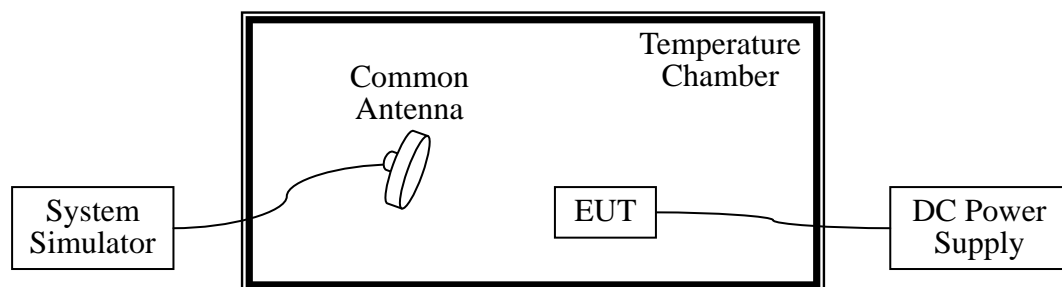 Temperature
Chamber
Common
Antenna
System
Simulator
EUT
DC Power
Supply